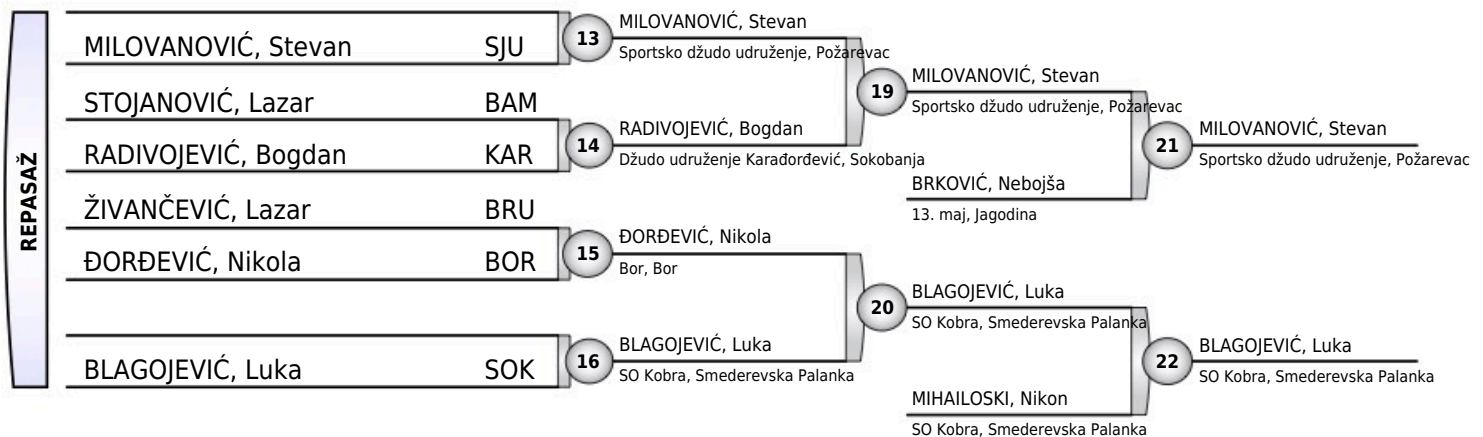 REPASAŽ
MILOVANOVIĆ, Stevan SJU
STOJANOVIĆ, Lazar BAM
RADIVOJEVIĆ, Bogdan KAR
ŽIVANČEVIĆ, Lazar BRU
ĐORĐEVIĆ, Nikola BOR
BLAGOJEVIĆ, Luka SOK
13
MILOVANOVIĆ, Stevan
Sportsko džudo udruženje, Požarevac
14
RADIVOJEVIĆ, Bogdan
Džudo udruženje Karađorđević, Sokobanja
15
ĐORĐEVIĆ, Nikola
Bor, Bor
16
BLAGOJEVIĆ, Luka
SO Kobra, Smederevska Palanka
19
MILOVANOVIĆ, Stevan
Sportsko džudo udruženje, Požarevac
BRKOVIĆ, Nebojša
13. maj, Jagodina
20
BLAGOJEVIĆ, Luka
SO Kobra, Smederevska Palanka
MIHAILOSKI, Nikon
SO Kobra, Smederevska Palanka
21
MILOVANOVIĆ, Stevan
Sportsko džudo udruženje, Požarevac
22
BLAGOJEVIĆ, Luka
SO Kobra, Smederevska Palanka